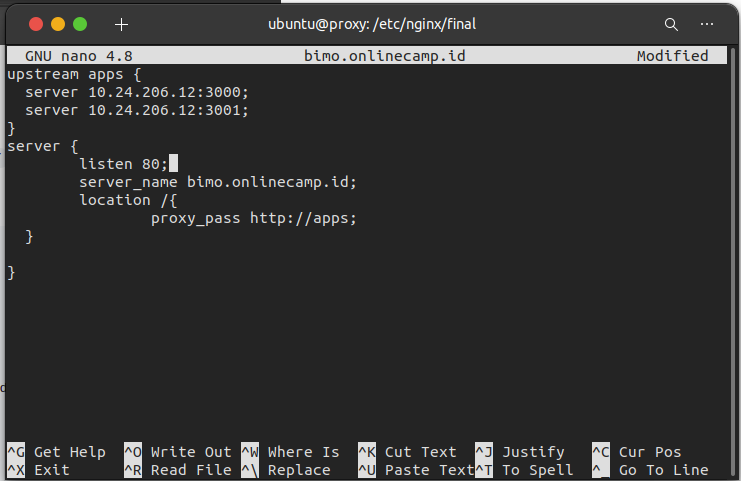 ubuntu@proxy: /etc/nginx/final
GNU nano 4.8 bimo.onlinecamp.id Modified
upstream apps {
  server 10.24.206.12:3000;
  server 10.24.206.12:3001;
}
server {
        listen 80;
        server_name bimo.onlinecamp.id;
        location /{
                proxy_pass http://apps;
  }
}
^G Get Help ^O Write Out ^W Where Is ^K Cut Text ^J Justify ^C Cur Pos
^X Exit ^R Read File ^\ Replace ^U Paste Text ^T To Spell ^_ Go To Line